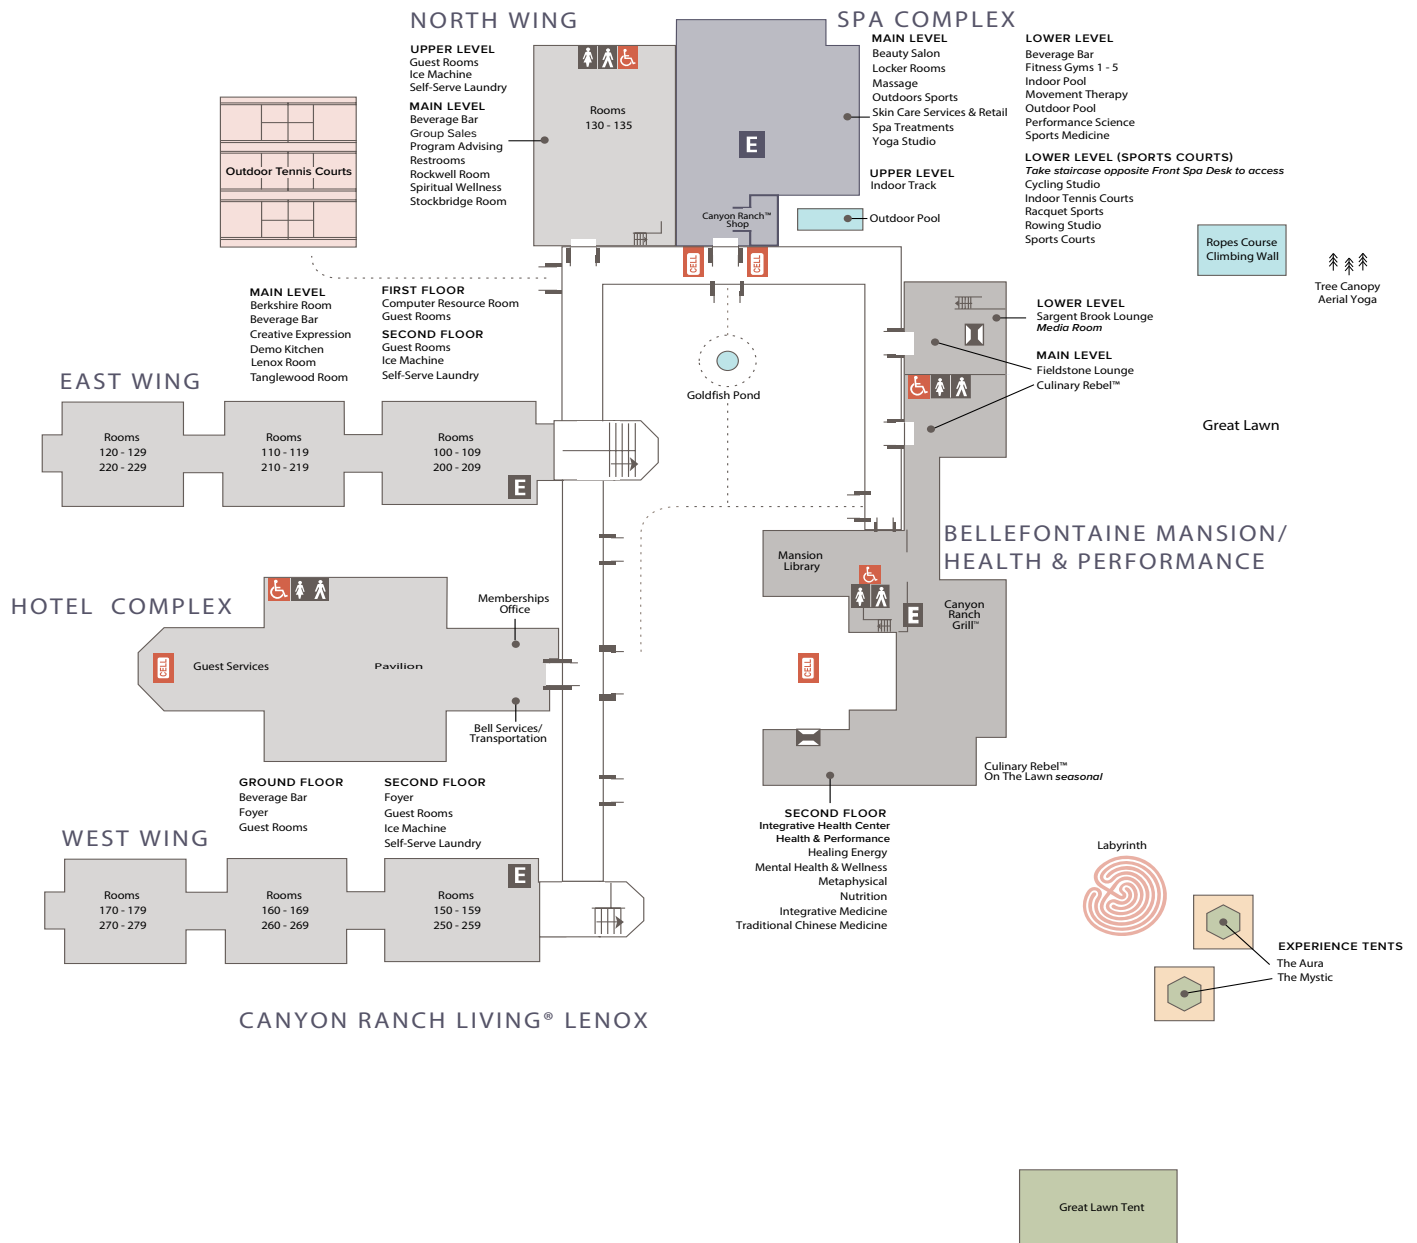 NORTH WING
UPPER LEVEL
Guest Rooms
Ice Machine
Self-Serve Laundry
MAIN LEVEL
Beverage Bar
Group Sales
Program Advising
Restrooms
Rockwell Room
Spiritual Wellness
Stockbridge Room
Rooms
130 - 135
SPA COMPLEX
MAIN LEVEL
Beauty Salon
Locker Rooms
Massage
Outdoors Sports
Skin Care Services & Retail
Spa Treatments
Yoga Studio
UPPER LEVEL
Indoor Track
LOWER LEVEL
Beverage Bar
Fitness Gyms 1 - 5
Indoor Pool
Movement Therapy
Outdoor Pool
Performance Science
Sports Medicine
LOWER LEVEL (SPORTS COURTS)
Take staircase opposite Front Spa Desk to access
Cycling Studio
Indoor Tennis Courts
Racquet Sports
Rowing Studio
Sports Courts
E
Canyon Ranch™
Shop
Outdoor Pool
CELL
CELL
Outdoor Tennis Courts
Ropes Course
Climbing Wall
Tree Canopy
Aerial Yoga
MAIN LEVEL
Berkshire Room
Beverage Bar
Creative Expression
Demo Kitchen
Lenox Room
Tanglewood Room
FIRST FLOOR
Computer Resource Room
Guest Rooms
SECOND FLOOR
Guest Rooms
Ice Machine
Self-Serve Laundry
EAST WING
Rooms
120 - 129
220 - 229
Rooms
110 - 119
210 - 219
Rooms
100 - 109
200 - 209
E
Goldfish Pond
LOWER LEVEL
Sargent Brook Lounge
Media Room
MAIN LEVEL
Fieldstone Lounge
Culinary Rebel™
Great Lawn
BELLEFONTAINE MANSION/
HEALTH & PERFORMANCE
Mansion
Library
Canyon
Ranch
Grill™
E
CELL
HOTEL COMPLEX
Memberships
Office
CELL
Guest Services
Pavilion
Bell Services/
Transportation
Culinary Rebel™
On The Lawn seasonal
SECOND FLOOR
Integrative Health Center
Health & Performance
Healing Energy
Mental Health & Wellness
Metaphysical
Nutrition
Integrative Medicine
Traditional Chinese Medicine
GROUND FLOOR
Beverage Bar
Foyer
Guest Rooms
SECOND FLOOR
Foyer
Guest Rooms
Ice Machine
Self-Serve Laundry
WEST WING
Rooms
170 - 179
270 - 279
Rooms
160 - 169
260 - 269
Rooms
150 - 159
250 - 259
E
Labyrinth
EXPERIENCE TENTS
The Aura
The Mystic
CANYON RANCH LIVING® LENOX
Great Lawn Tent